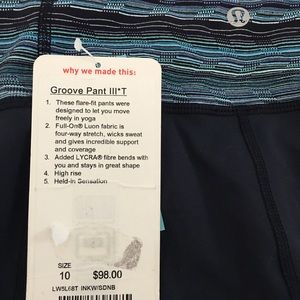 why we made this:
Groove Pant III*T
1. These flare-fit pants were
designed to let you move
freely in yoga
2. Full-On® Luon fabric is
four-way stretch, wicks sweat
and gives incredible support
and coverage
3. Added LYCRA® fibre bends with
you and stays in great shape
4. High rise
5. Held-in Sensation
SIZE
10 $98.00
LW5L68T INKW/SDNB